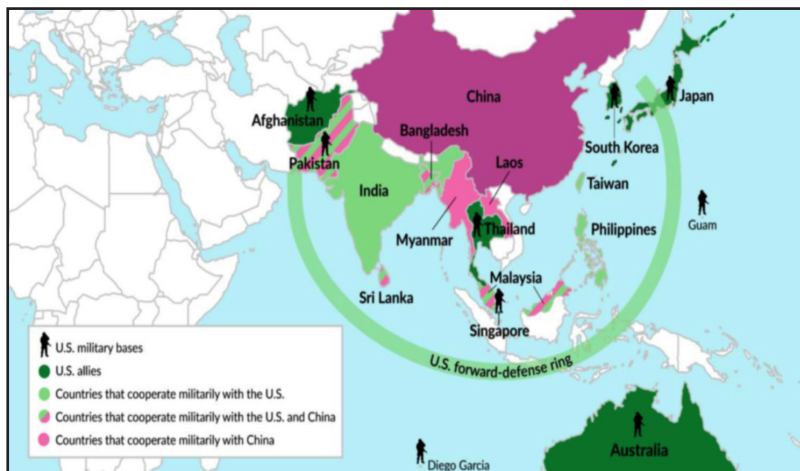 China
Afghanistan
Japan
Bangladesh
South Korea
Pakistan
Laos
India
Taiwan
Thailand
Philippines
Guam
Myanmar
Malaysia
Sri Lanka
Singapore
U.S. forward-defense ring
U.S. military bases
U.S. allies
Countries that cooperate militarily with the U.S.
Countries that cooperate militarily with the U.S. and China
Countries that cooperate militarily with China
Australia
Diego Garcia